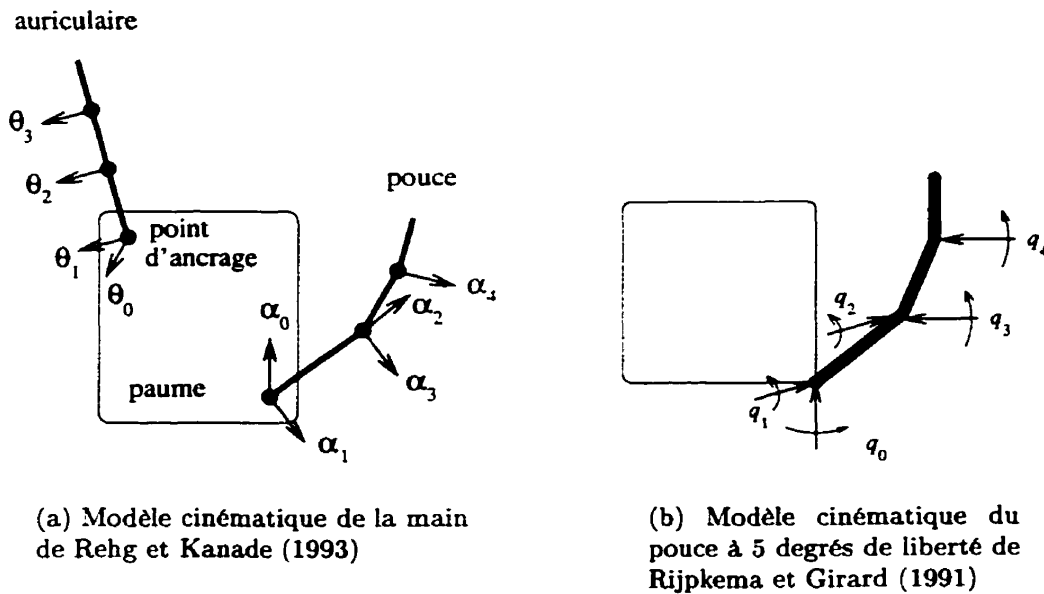 auriculaire
θ3
θ2
θ1
θ0
point
d'ancrage
paume
pouce
α0
α1
α2
α3
α4
(a) Modèle cinématique de la main
de Rehg et Kanade (1993)
q0
q1
q2
q3
(b) Modèle cinématique du
pouce à 5 degrés de liberté de
Rijpkema et Girard (1991)